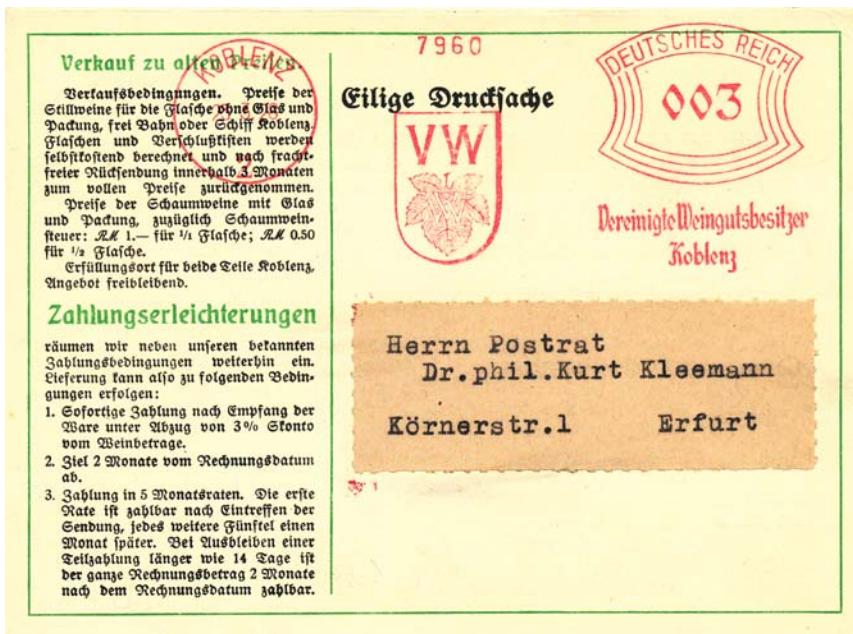 Verkauf zu alten Preisen.
Verkaufsbedingungen. Preise der
Stillweine für die Flasche ohne Glas und
Packung, frei Bahn oder Schiff Koblenz.
Flaschen und Verschlußkisten werden
selbstkostend berechnet und nach fracht-
freier Rücksendung innerhalb 3 Monaten
zum vollen Preise zurückgenommen.
Preise der Schaumweine mit Glas
und Packung, zuzüglich Schaumwein-
steuer: RM 1.— für 1/1 Flasche; RM 0.50
für 1/2 Flasche.
Erfüllungsort für beide Teile Koblenz.
Angebot freibleibend.
Zahlungserleichterungen
räumen wir neben unseren bekannten
Zahlungsbedingungen weiterhin ein.
Lieferung kann also zu folgenden Bedin-
gungen erfolgen:
1. Sofortige Zahlung nach Empfang der
Ware unter Abzug von 3% Skonto
vom Weinbetrage.
2. Ziel 2 Monate vom Rechnungsdatum
ab.
3. Zahlung in 5 Monatsraten. Die erste
Rate ist zahlbar nach Eintreffen der
Sendung, jedes weitere Fünftel einen
Monat später. Bei Ausbleiben einer
Teilzahlung länger wie 14 Tage ist
der ganze Rechnungsbetrag 2 Monate
nach dem Rechnungsdatum zahlbar.
KOBLENZ
2
7960
Eilige Drucksache
VW
VW
DEUTSCHES REICH
003
Vereinigte Weingutsbesitzer
Koblenz
Herrn Postrat
Dr.phil.Kurt Kleemann
Körnerstr.1 Erfurt